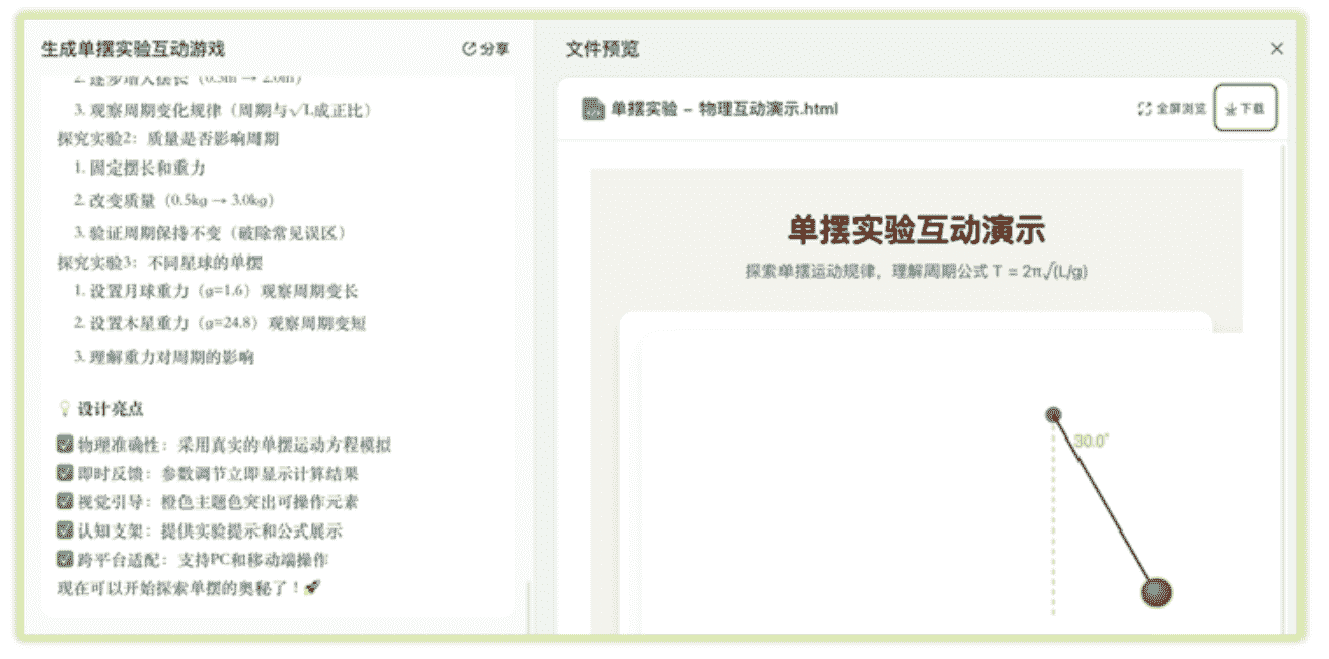 生成单摆实验互动游戏
分享
2. 逐步增大摆长（0.5m → 2.0m）
3. 观察周期变化规律（周期与√L成正比）
探究实验2：质量是否影响周期
1. 固定摆长和重力
2. 改变质量（0.5kg → 3.0kg）
3. 验证周期保持不变（破除常见误区）
探究实验3：不同星球的单摆
1. 设置月球重力（g=1.6）观察周期变长
2. 设置木星重力（g=24.8）观察周期变短
3. 理解重力对周期的影响
设计亮点
物理准确性：采用真实的单摆运动方程模拟
即时反馈：参数调节立即显示计算结果
视觉引导：橙色主题色突出可操作元素
认知支架：提供实验提示和公式展示
跨平台适配：支持PC和移动端操作
现在可以开始探索单摆的奥秘了！🚀
文件预览
单摆实验 – 物理互动演示.html
全屏浏览
下载
单摆实验互动演示
探索单摆运动规律，理解周期公式 T = 2π√(L/g)
30.0°